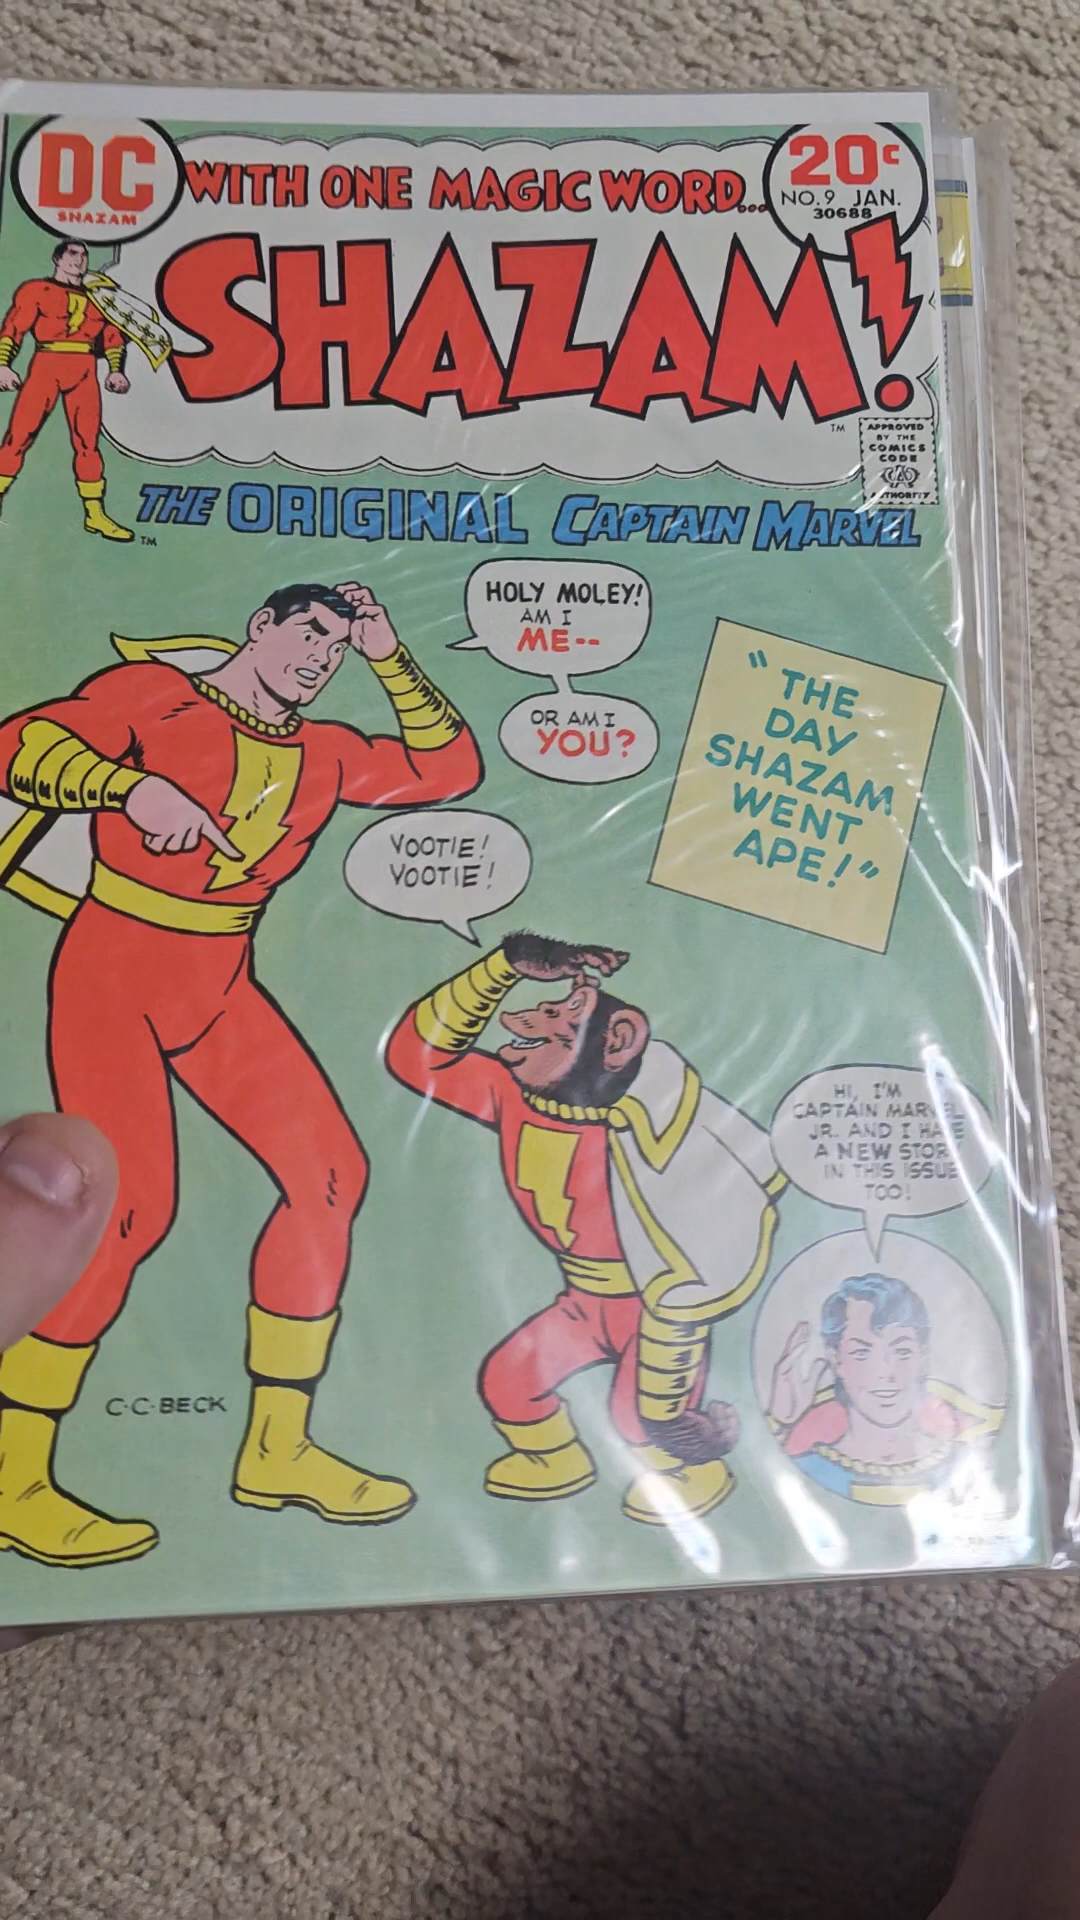 DC
SHAZAM
WITH ONE MAGIC WORD...
20¢
NO. 9 JAN.
30688
SHAZAM!
TM
APPROVED
BY THE
COMICS
CODE
AUTHORITY
THE ORIGINAL CAPTAIN MARVEL
TM
HOLY MOLEY!
AM I
ME--
OR AM I
YOU?
"THE
DAY
SHAZAM
WENT
APE!"
VOOTIE!
VOOTIE!
HI, I'M
CAPTAIN MARVEL
JR. AND I HAVE
A NEW STORY
IN THIS ISSUE
TOO!
C·C·BECK